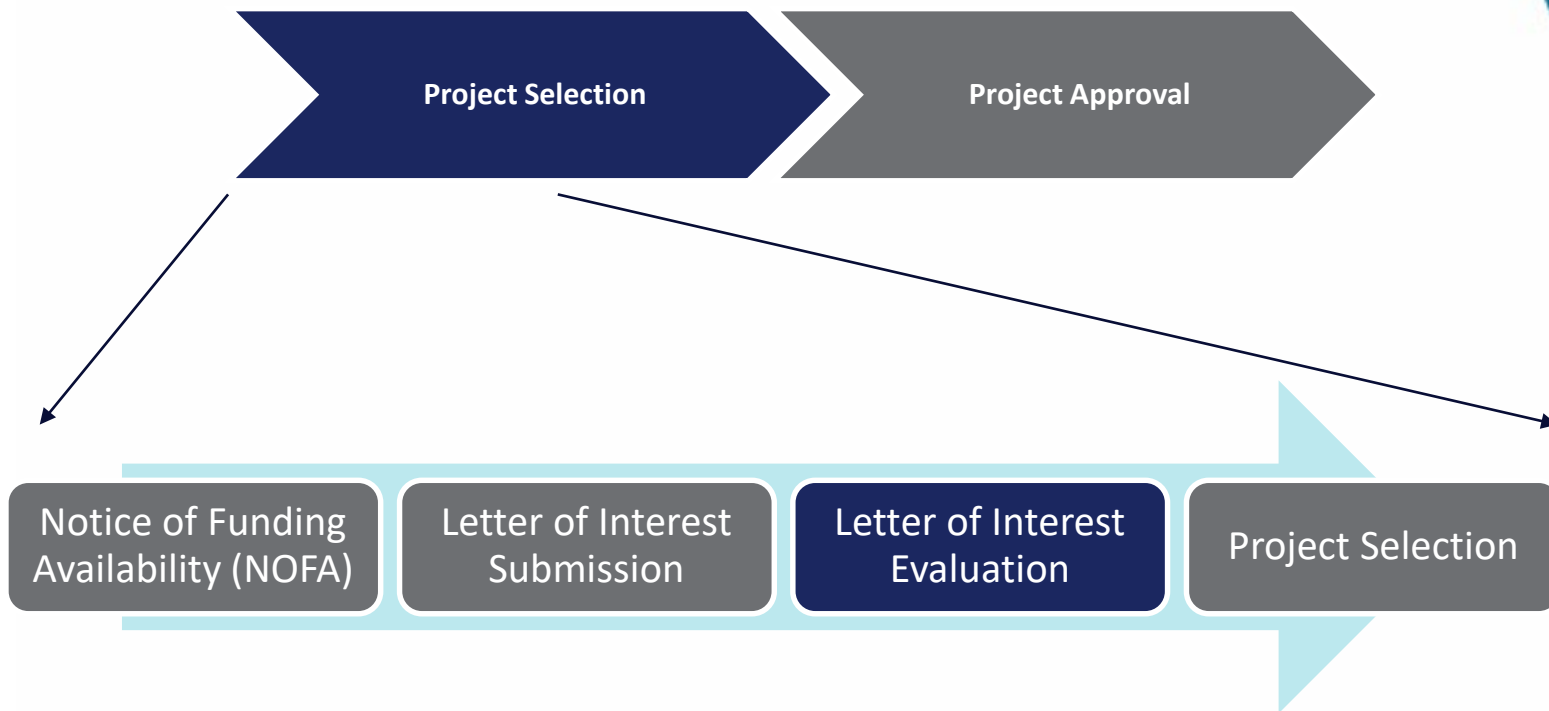 Project Selection
Project Approval
Notice of Funding
Availability (NOFA)
Letter of Interest
Submission
Letter of Interest
Evaluation
Project Selection